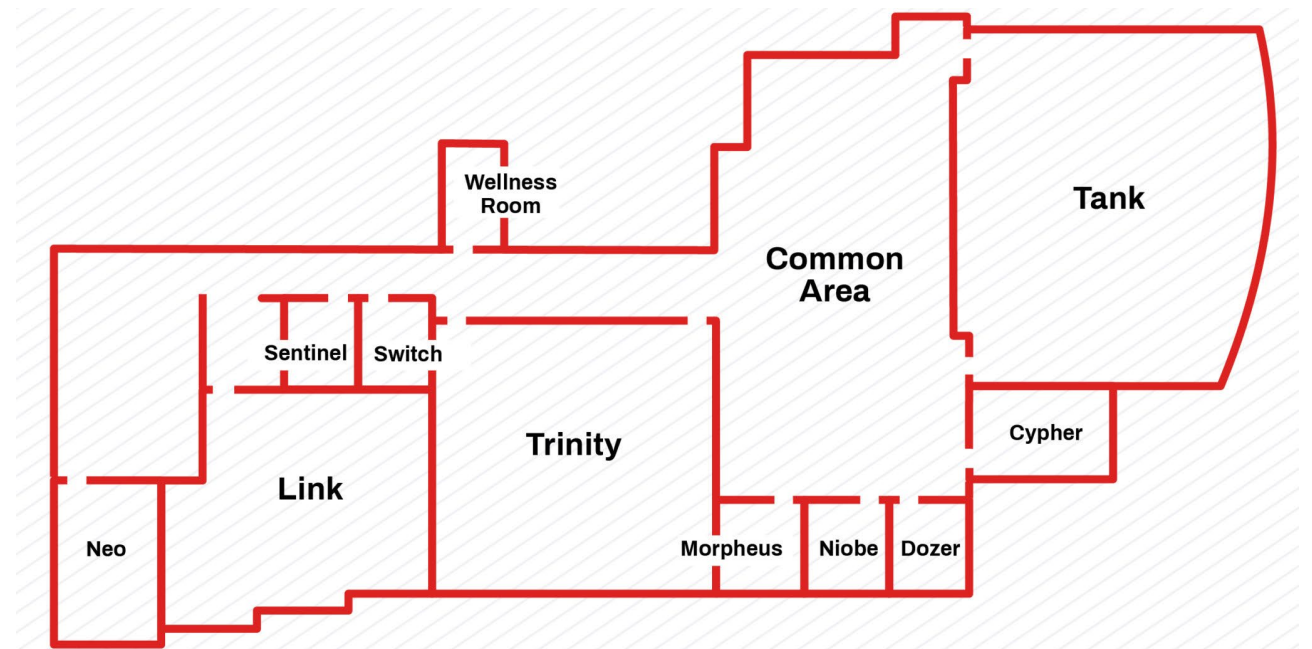 Wellness
Room
Tank
Common
Area
Sentinel
Switch
Cypher
Trinity
Link
Neo
Morpheus
Niobe
Dozer